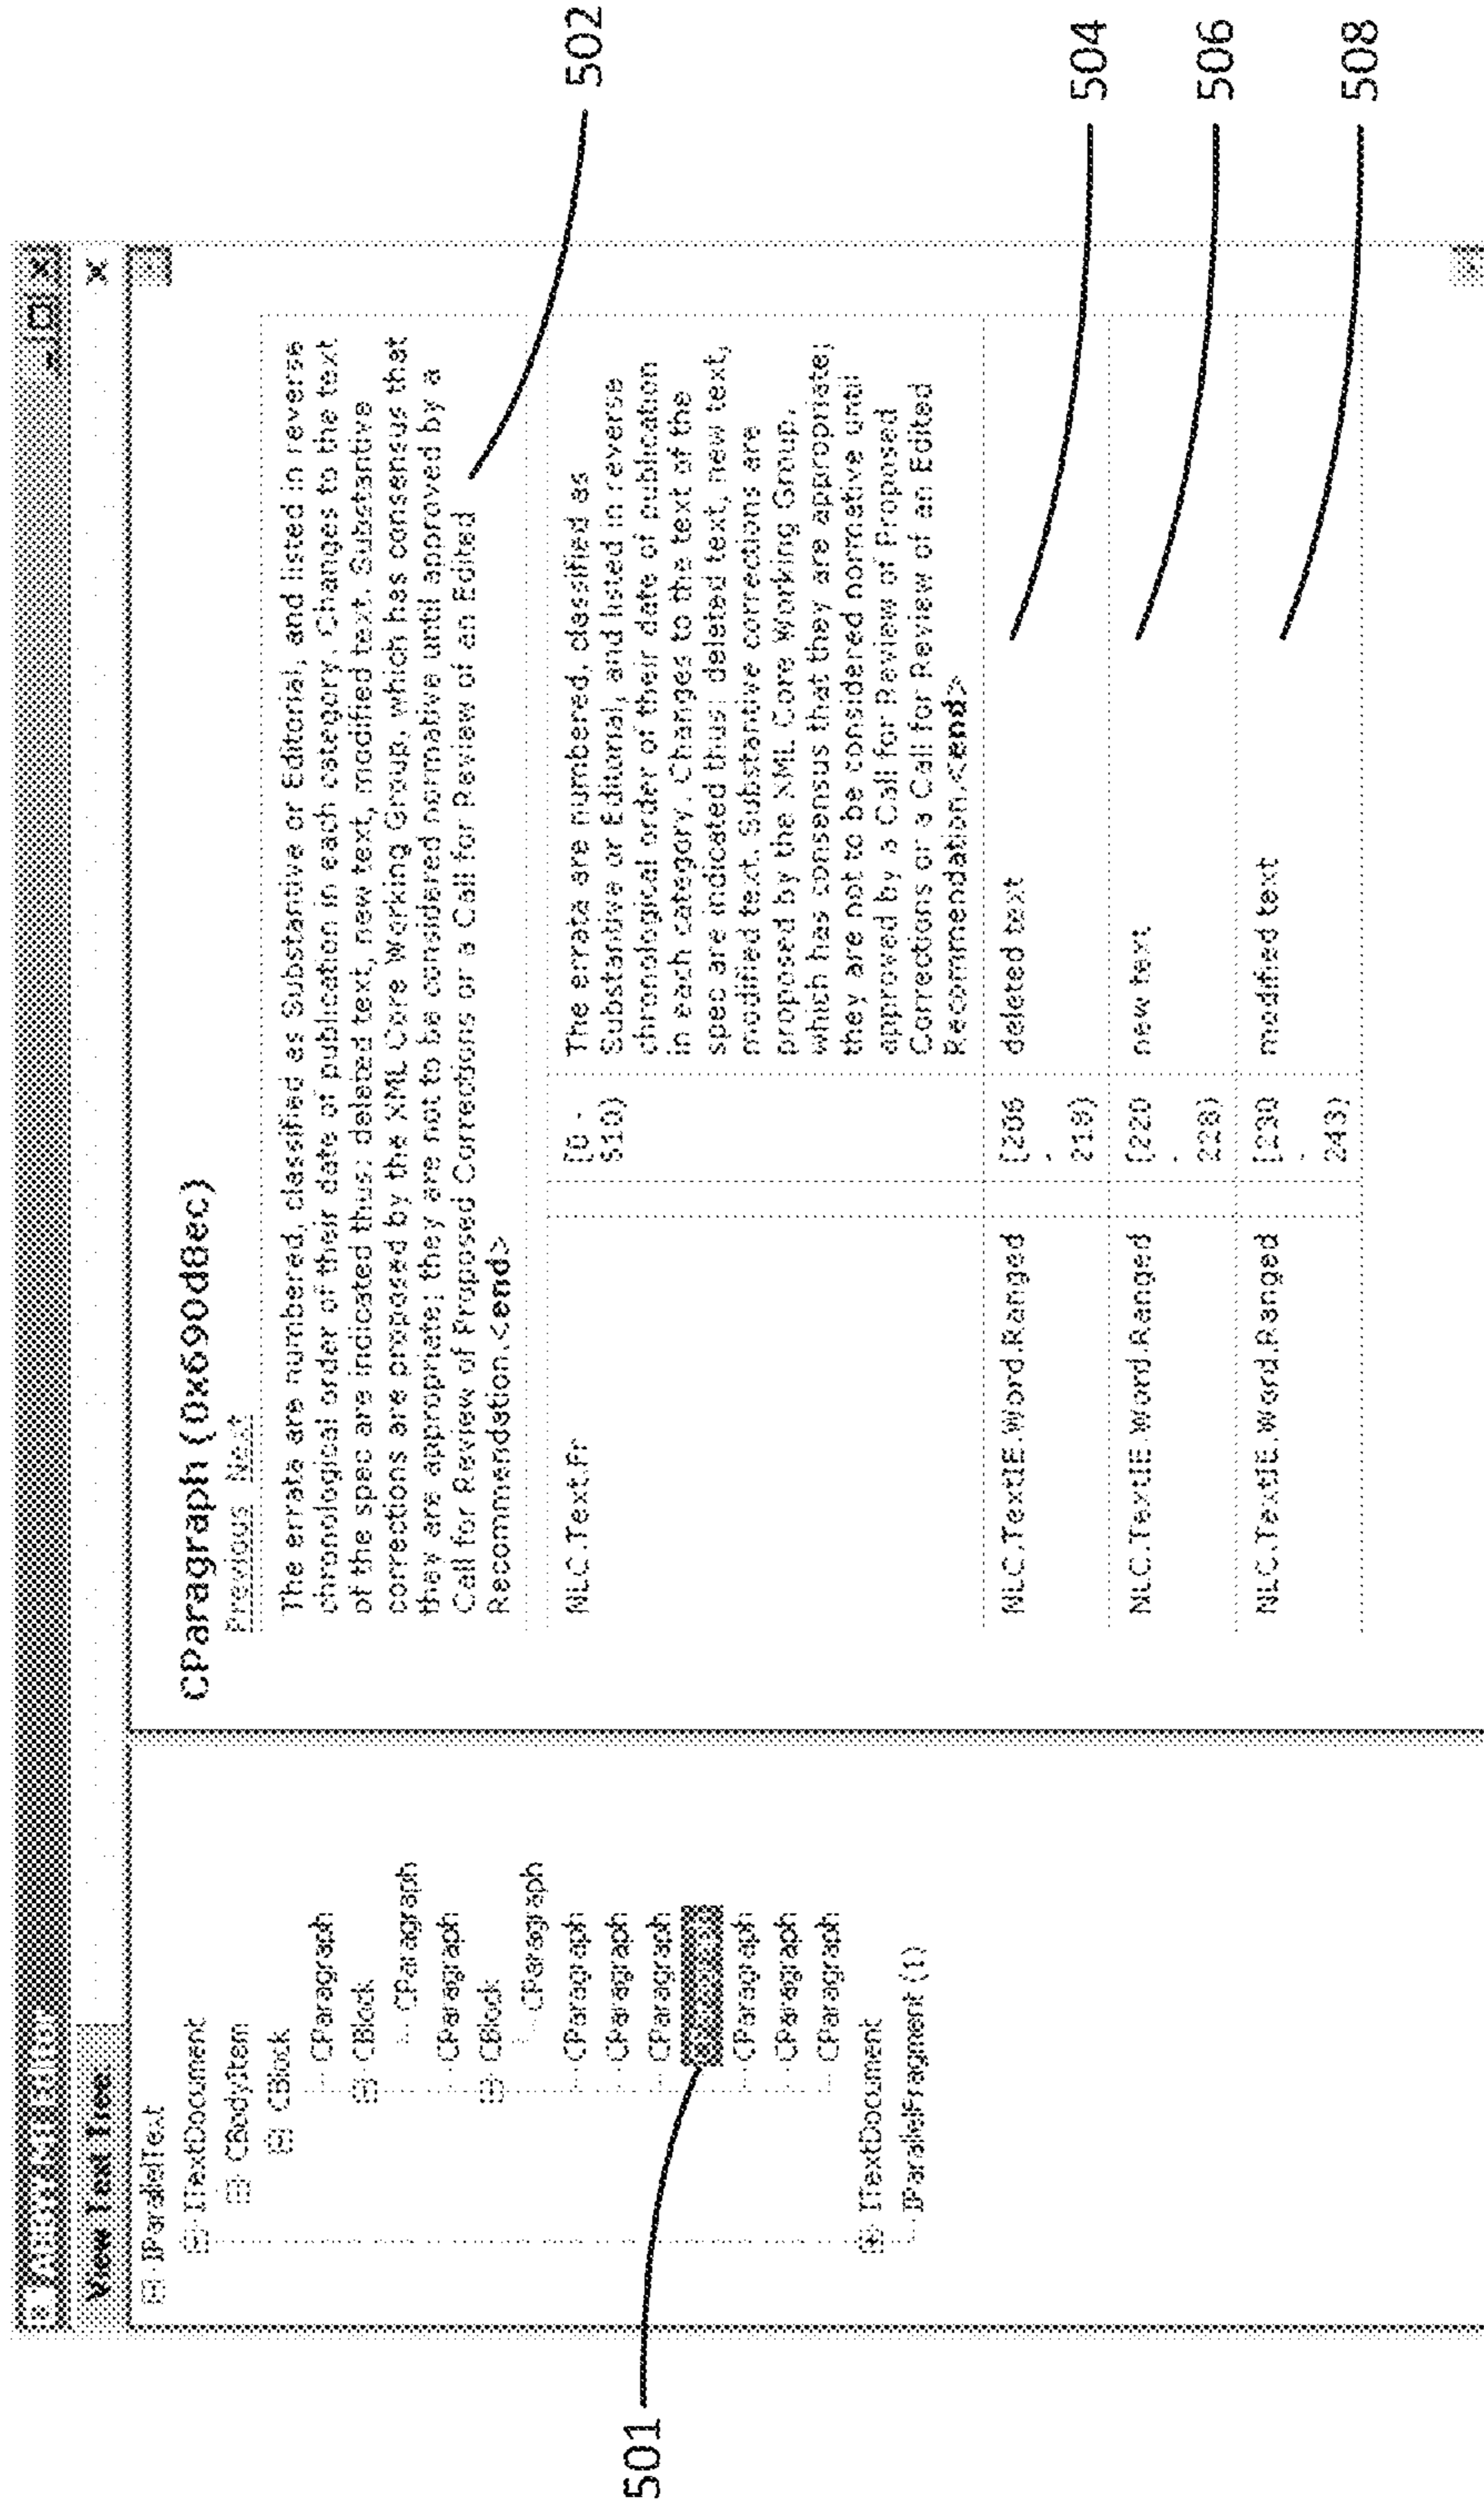 View Text Tree
IParallelText
ITextDocument
CBodyItem
CBlock
CParagraph
CBlock
CParagraph
CParagraph
CBlock
CParagraph
CParagraph
CParagraph
CParagraph
CParagraph
CParagraph
CParagraph
ITextDocument
IParallelFragment (1)
501
CParagraph (0x690d8ec)
Previous Next
The errata are numbered, classified as Substantive or Editorial, and listed in reverse
chronological order of their date of publication in each category. Changes to the text
of the spec are indicated thus: deleted text, new text, modified text. Substantive
corrections are proposed by the XML Core Working Group, which has consensus that
they are appropriate; they are not to be considered normative until approved by a
Call for Review of Proposed Corrections or a Call for Review of an Edited
Recommendation.<end>
502
NLC.Text.Fr
[0 -
510)
The errata are numbered, classified as
Substantive or Editorial, and listed in reverse
chronological order of their date of publication
in each category. Changes to the text of the
spec are indicated thus: deleted text, new text,
modified text. Substantive corrections are
proposed by the XML Core Working Group,
which has consensus that they are appropriate;
they are not to be considered normative until
approved by a Call for Review of Proposed
Corrections or a Call for Review of an Edited
Recommendation.<end>
NLC.TextIE.Word.Ranged
[206
-
218)
deleted text
504
NLC.TextIE.Word.Ranged
[220
-
228)
new text
506
NLC.TextIE.Word.Ranged
[230
-
243)
modified text
508